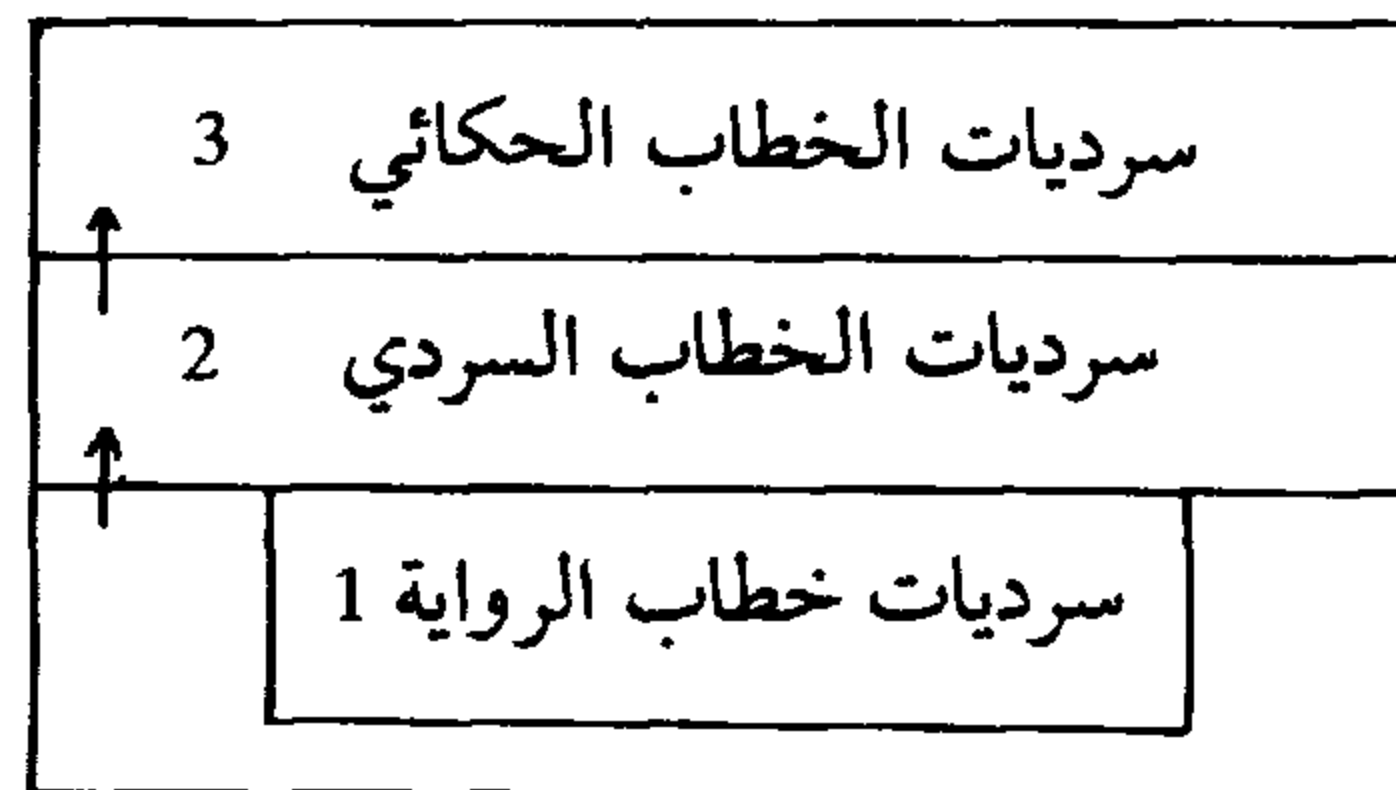 سرديات الخطاب الحكائي 3
سرديات الخطاب السردي 2
سرديات خطاب الرواية 1